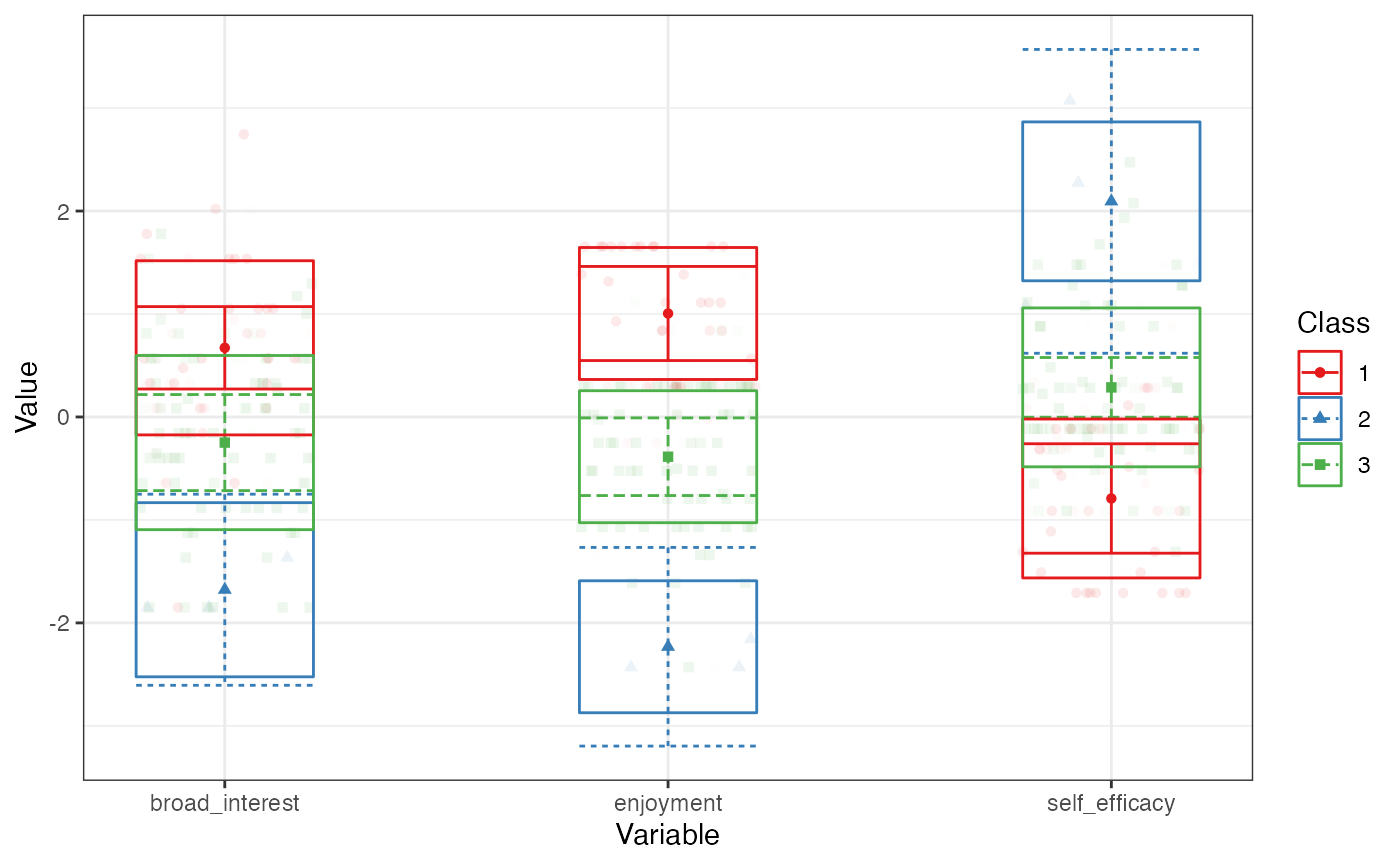 Value
2
0
-2
broad_interest
enjoyment
self_efficacy
Variable
Class
1
2
3